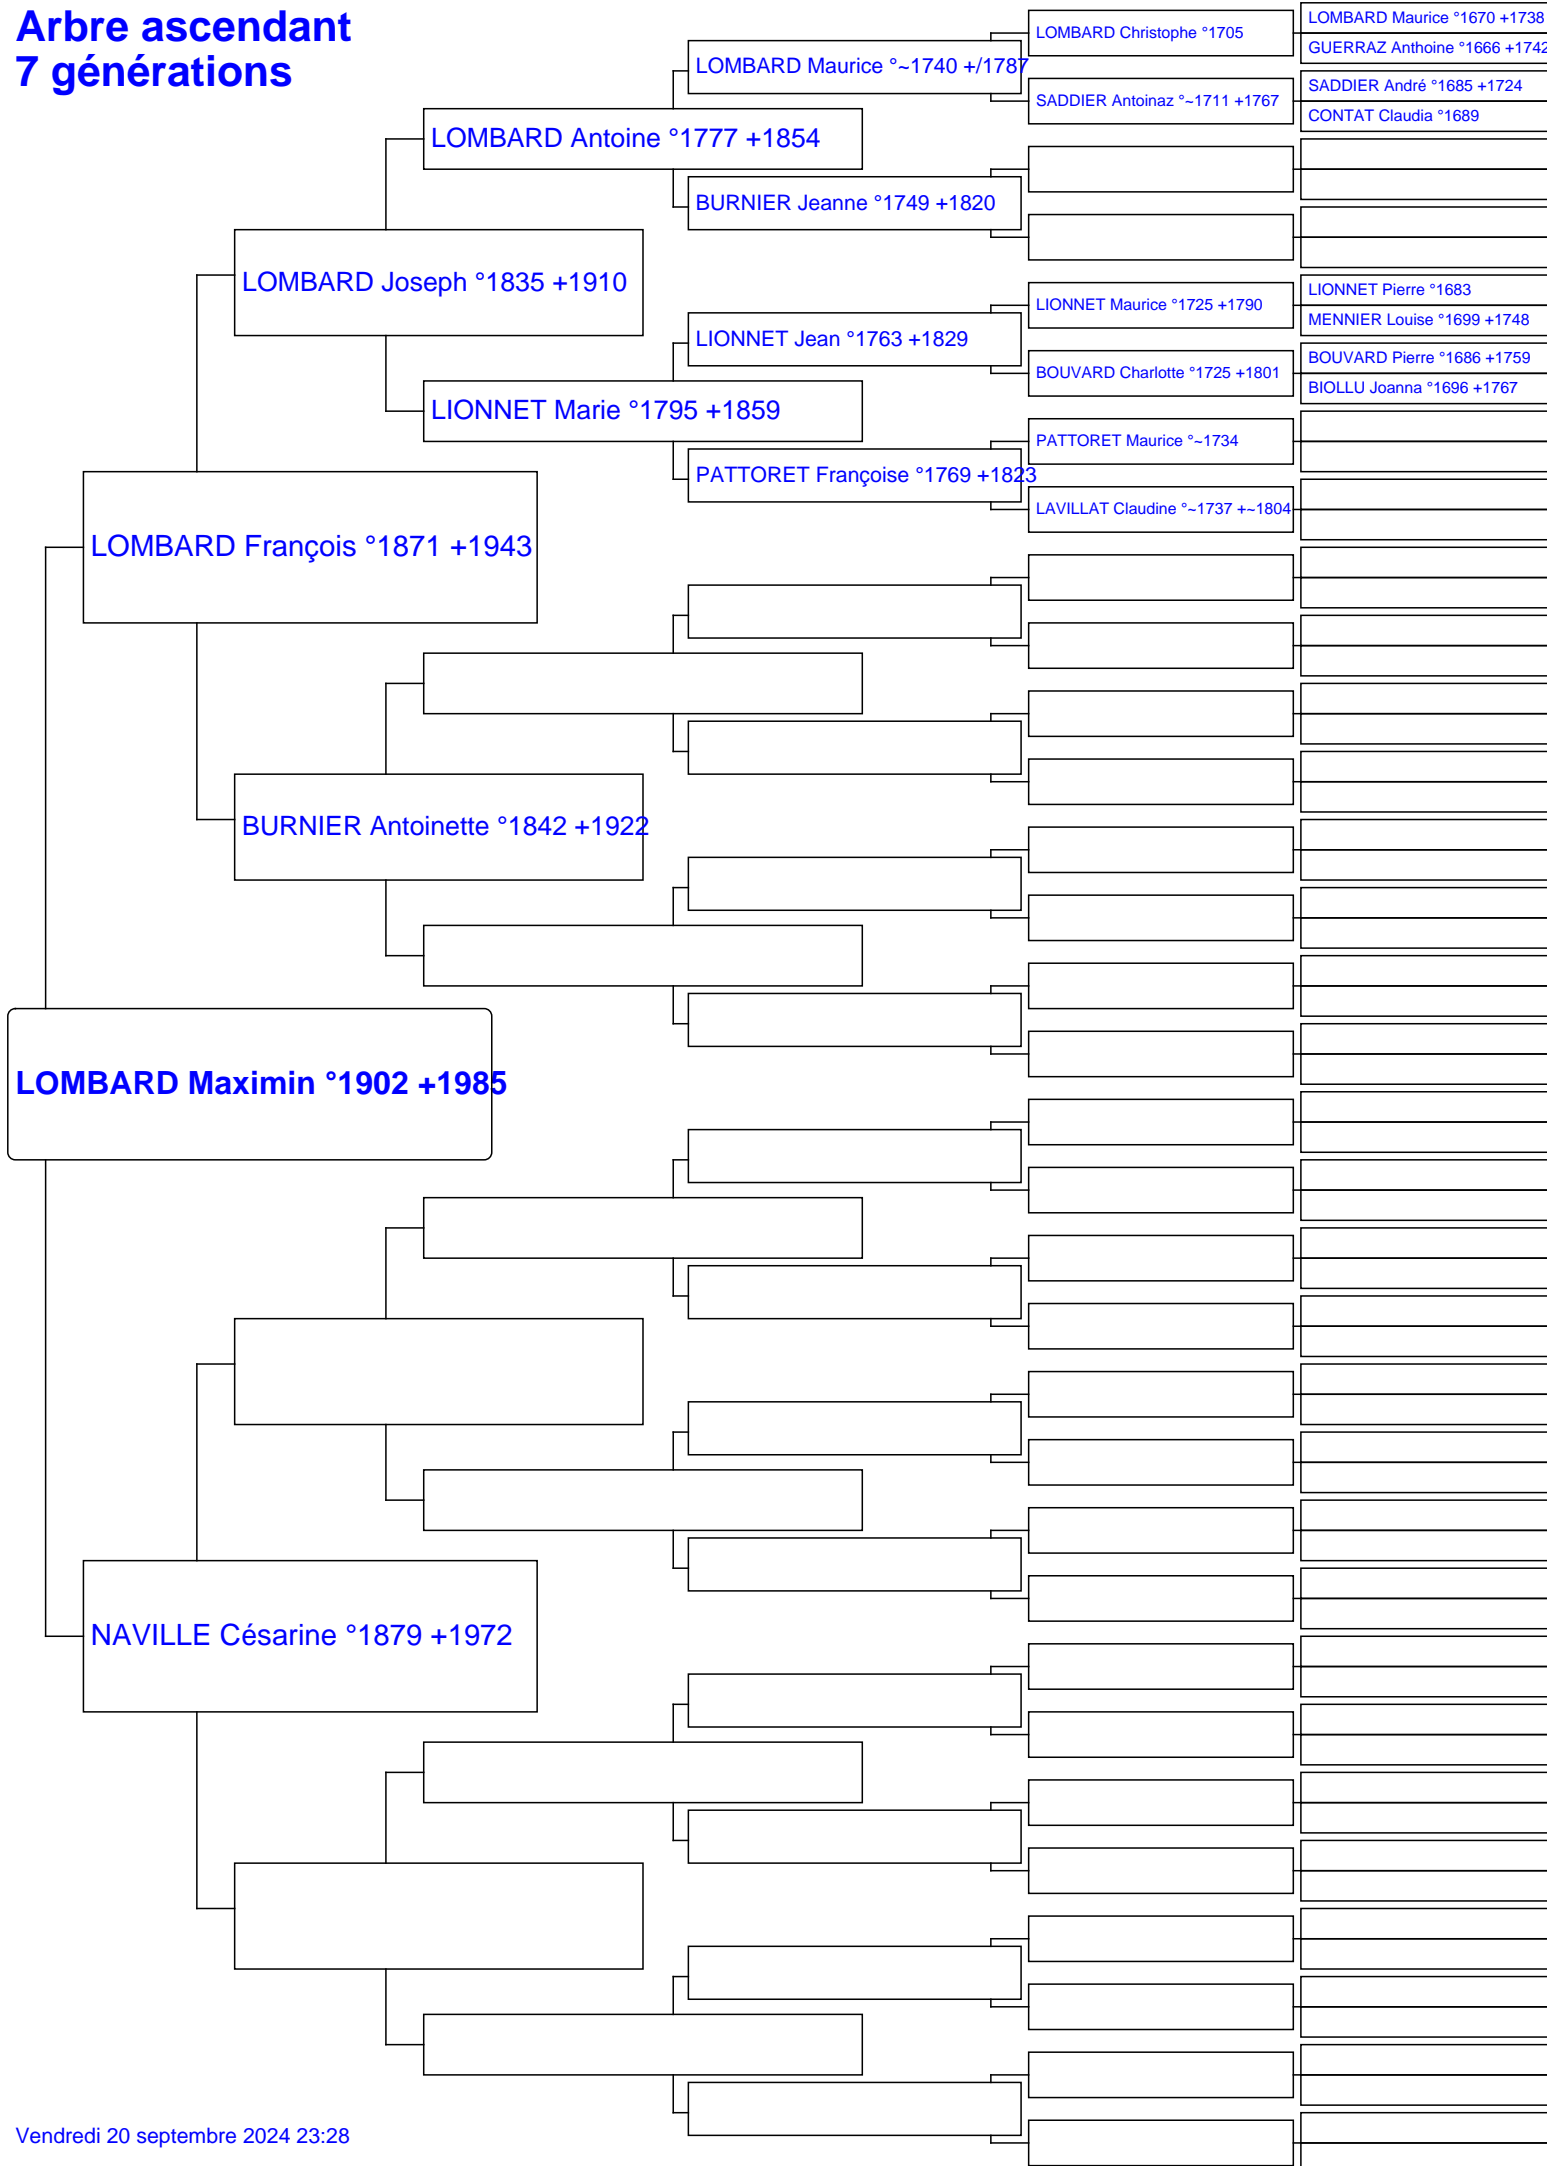 Arbre ascendant
7 générations
LOMBARD Maximin °1902 +1985
LOMBARD François °1871 +1943
NAVILLE Césarine °1879 +1972
LOMBARD Joseph °1835 +1910
BURNIER Antoinette °1842 +1922
LOMBARD Antoine °1777 +1854
LIONNET Marie °1795 +1859
LOMBARD Maurice °~1740 +/1787
BURNIER Jeanne °1749 +1820
LIONNET Jean °1763 +1829
PATTORET Françoise °1769 +1823
LOMBARD Christophe °1705
SADDIER Antoinaz °~1711 +1767
LIONNET Maurice °1725 +1790
BOUVARD Charlotte °1725 +1801
PATTORET Maurice °~1734
LAVILLAT Claudine °~1737 +~1804
LOMBARD Maurice °1670 +1738
GUERRAZ Anthoine °1666 +1742
SADDIER André °1685 +1724
CONTAT Claudia °1689
LIONNET Pierre °1683
MENNIER Louise °1699 +1748
BOUVARD Pierre °1686 +1759
BIOLLU Joanna °1696 +1767
Vendredi 20 septembre 2024 23:28